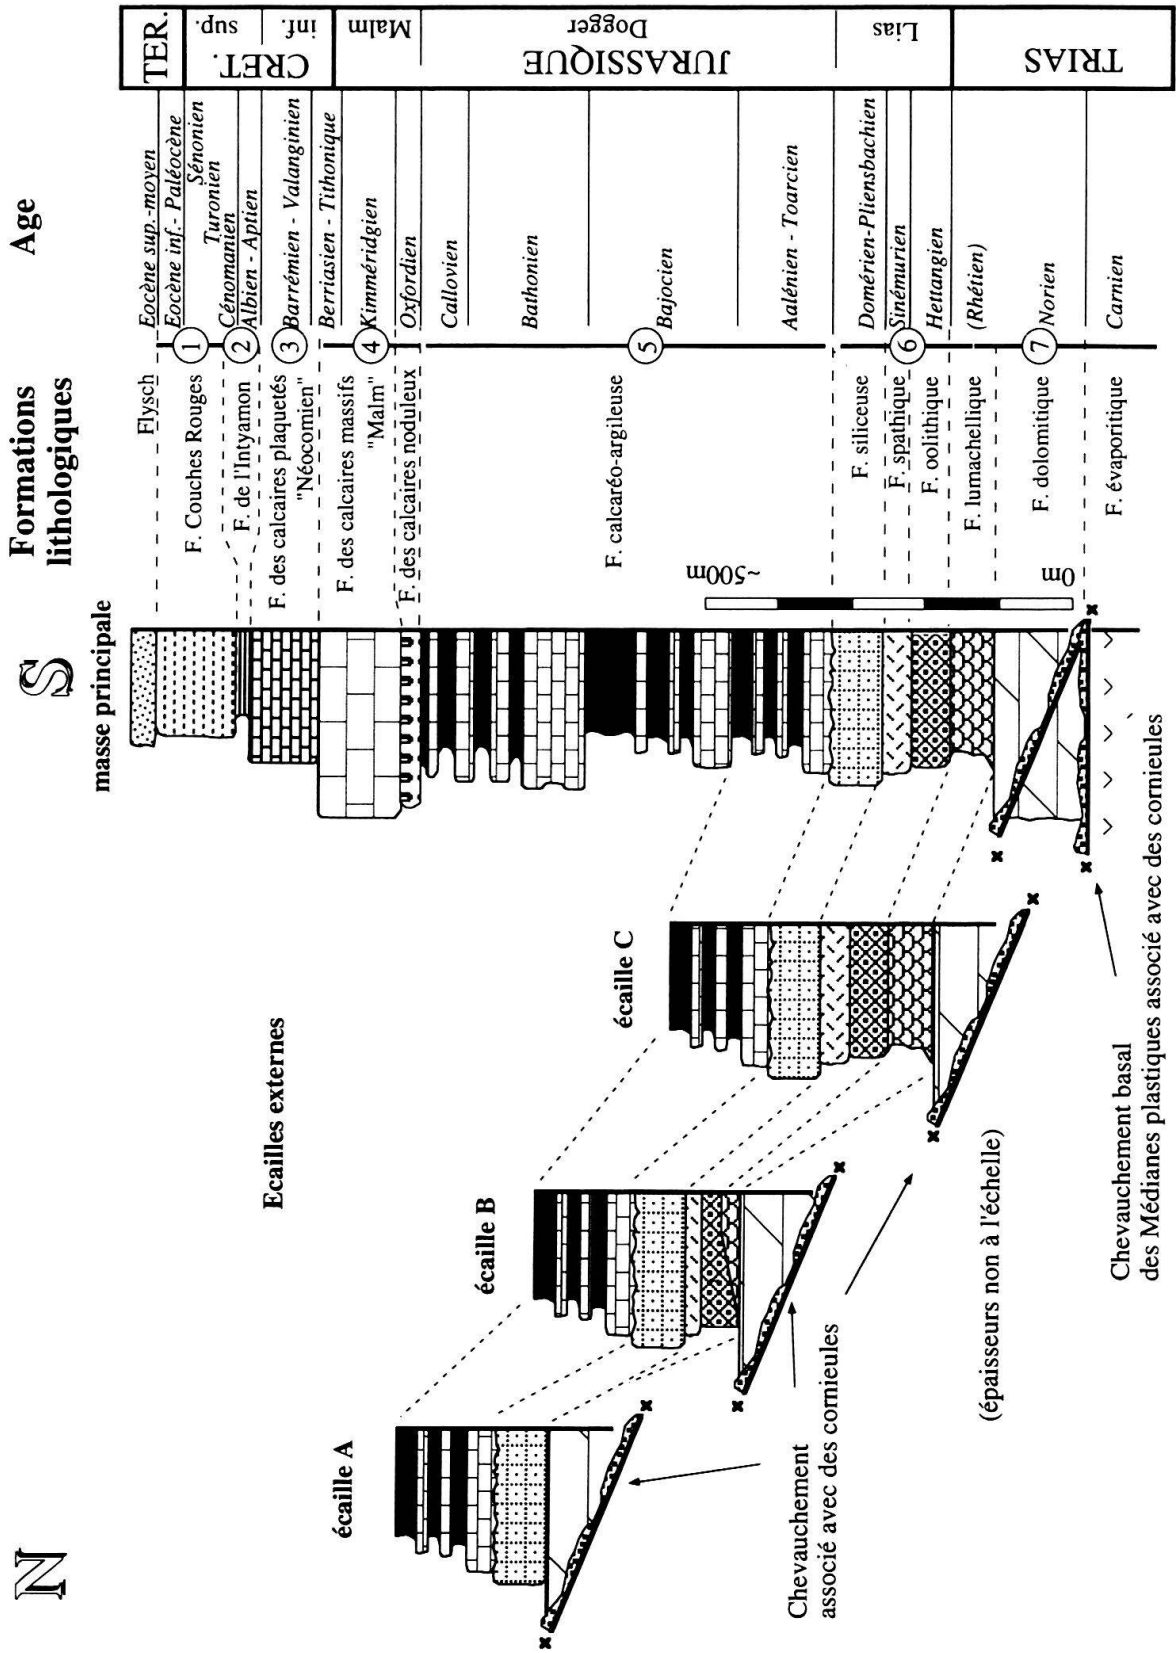 N
S
Formations
lithologiques
Age
masse principale
Ecailles externes
écaille A
écaille B
écaille C
Flysch
F. Couches Rouges
F. de l'Intyamon
F. des calcaires plaquetés
"Néocomien"
F. des calcaires massifs
"Malm"
F. des calcaires noduleux
F. calcaréo-argileuse
F. siliceuse
F. spathique
F. oolithique
F. lumachellique
F. dolomitique
F. évaporitique
1
2
3
4
5
6
7
Eocène sup.-moyen
Eocène inf.- Paléocène
Sénonien
Turonien
Cénomanien
Albien - Aptien
Barrémien - Valanginien
Berriasien - Tithonique
Kimméridgien
Oxfordien
Callovien
Bathonien
Bajocien
Aalénien - Toarcien
Domérien-Pliensbachien
Sinémurien
Hettangien
(Rhétien)
Norien
Carnien
TER.
CRET.
sup.
inf.
JURASSIQUE
Malm
Dogger
Lias
TRIAS
~500m
0m
Chevauchement
associé avec des cornieules
(épaisseurs non à l'échelle)
Chevauchement basal
des Médianes plastiques associé avec des cornieules